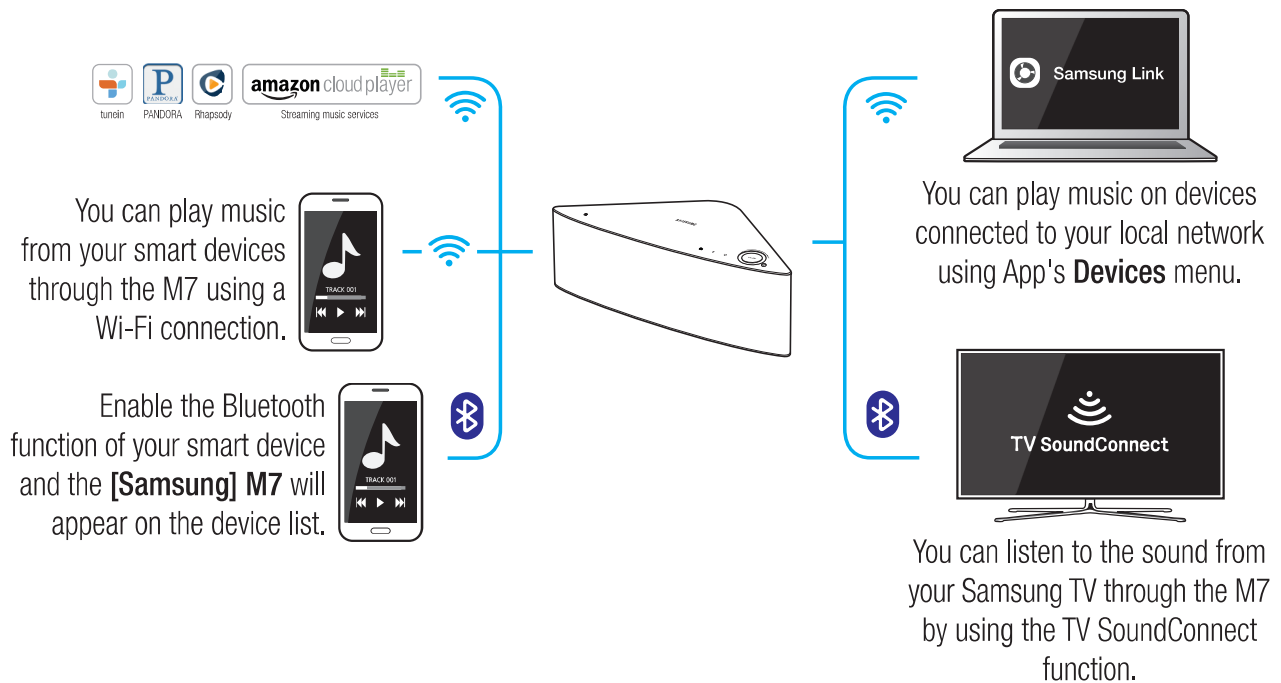 tunein
P
PANDORA
PANDORA
Rhapsody
amazon cloud player
Streaming music services
You can play music
from your smart devices
through the M7 using a
Wi-Fi connection.
TRACK 001
Enable the Bluetooth
function of your smart device
and the [Samsung] M7 will
appear on the device list.
TRACK 001
SAMSUNG
Samsung Link
You can play music on devices
connected to your local network
using App's Devices menu.
TV SoundConnect
You can listen to the sound from
your Samsung TV through the M7
by using the TV SoundConnect
function.